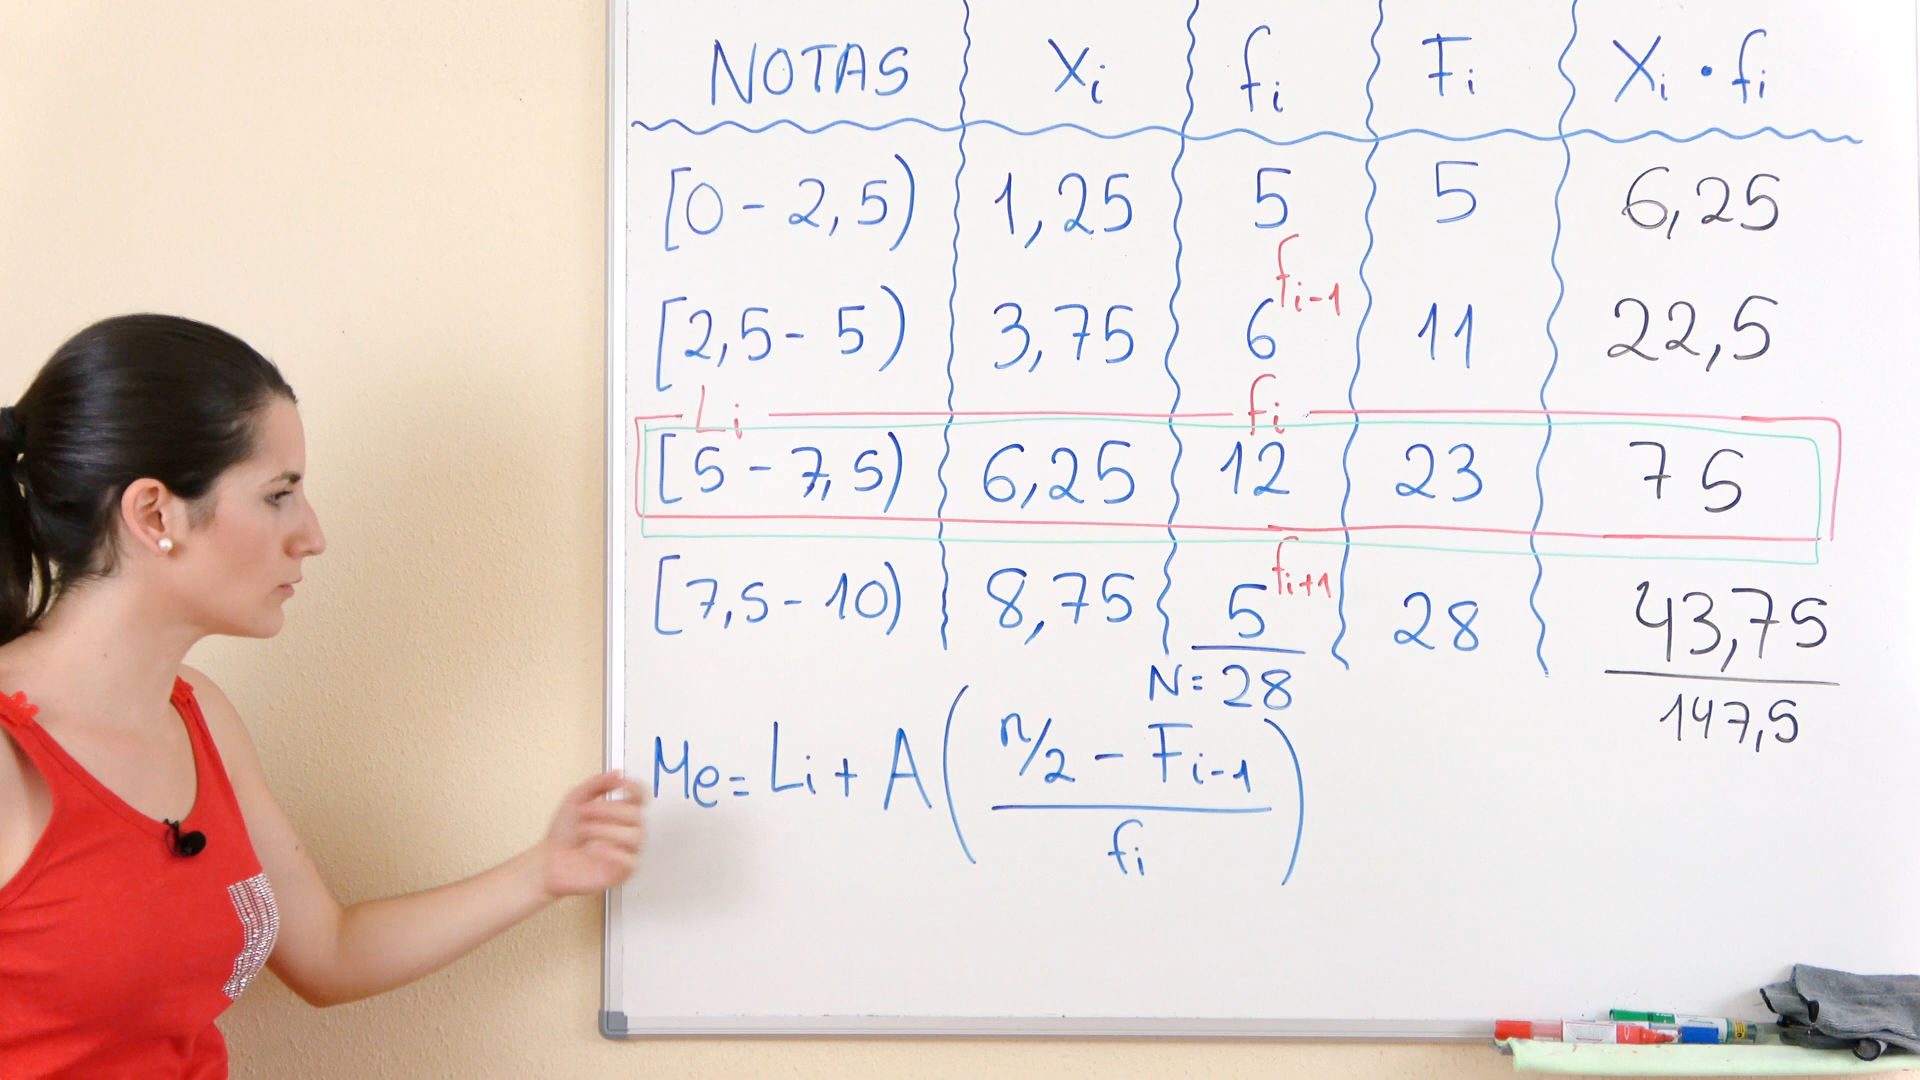 NOTAS Xi fi Fi Xi · fi
[0 - 2,5) 1,25 5 5 6,25
fi-1
[2,5 - 5) 3,75 6 11 22,5
Li fi
[5 - 7,5) 6,25 12 23 75
fi+1
[7,5 - 10) 8,75 5 28 43,75
N = 28 147,5
Me = Li + A ( n/2 - Fi-1
fi )